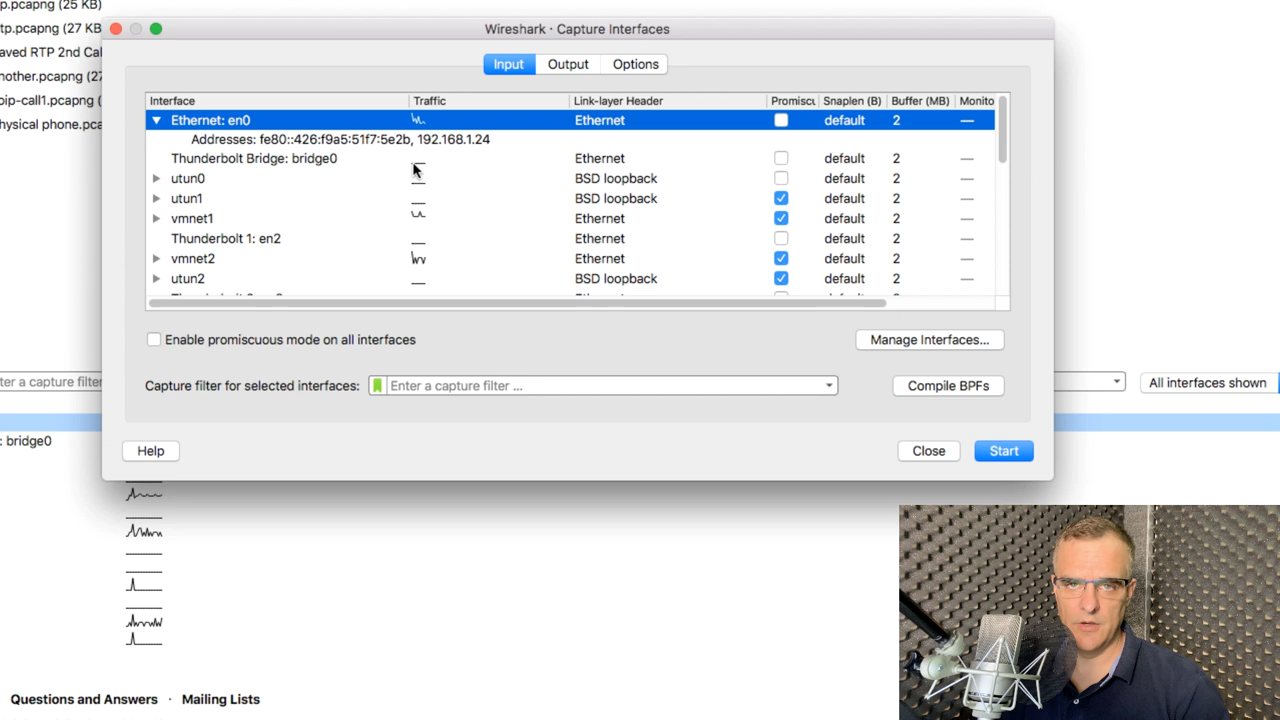 tp.pcapng (25 KB)
tp.pcapng (27 KB)
aved RTP 2nd Cal
nother.pcapng (27
oip-call1.pcapng (
hysical phone.pca
Wireshark · Capture Interfaces
Input Output Options
Interface Traffic Link-layer Header Promisc Snaplen (B) Buffer (MB) Monito
Ethernet: en0 Ethernet default 2 —
Addresses: fe80::426:f9a5:51f7:5e2b, 192.168.1.24
Thunderbolt Bridge: bridge0 Ethernet default 2 —
utun0 BSD loopback default 2 —
utun1 BSD loopback default 2 —
vmnet1 Ethernet default 2 —
Thunderbolt 1: en2 Ethernet default 2 —
vmnet2 Ethernet default 2 —
utun2 BSD loopback default 2 —
Enable promiscuous mode on all interfaces Manage Interfaces...
Capture filter for selected interfaces: Enter a capture filter ... Compile BPFs
ter a capture filter All interfaces shown
: bridge0
Help Close Start
Questions and Answers · Mailing Lists